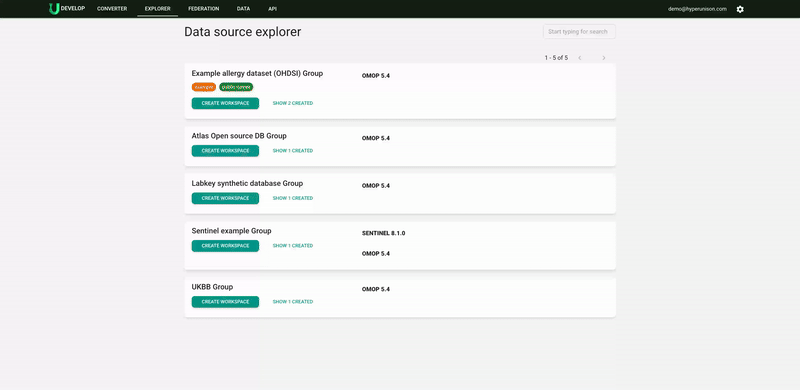 DEVELOP CONVERTER EXPLORER FEDERATION DATA API demo@hyperunison.com
Data source explorer
Start typing for search
1 - 5 of 5
Example allergy dataset (OHDSI) Group OMOP 5.4
CREATE WORKSPACE SHOW 2 CREATED
Atlas Open source DB Group OMOP 5.4
CREATE WORKSPACE SHOW 1 CREATED
Labkey synthetic database Group OMOP 5.4
CREATE WORKSPACE SHOW 1 CREATED
Sentinel example Group SENTINEL 8.1.0
CREATE WORKSPACE SHOW 1 CREATED
OMOP 5.4
UKBB Group OMOP 5.4
CREATE WORKSPACE SHOW 1 CREATED